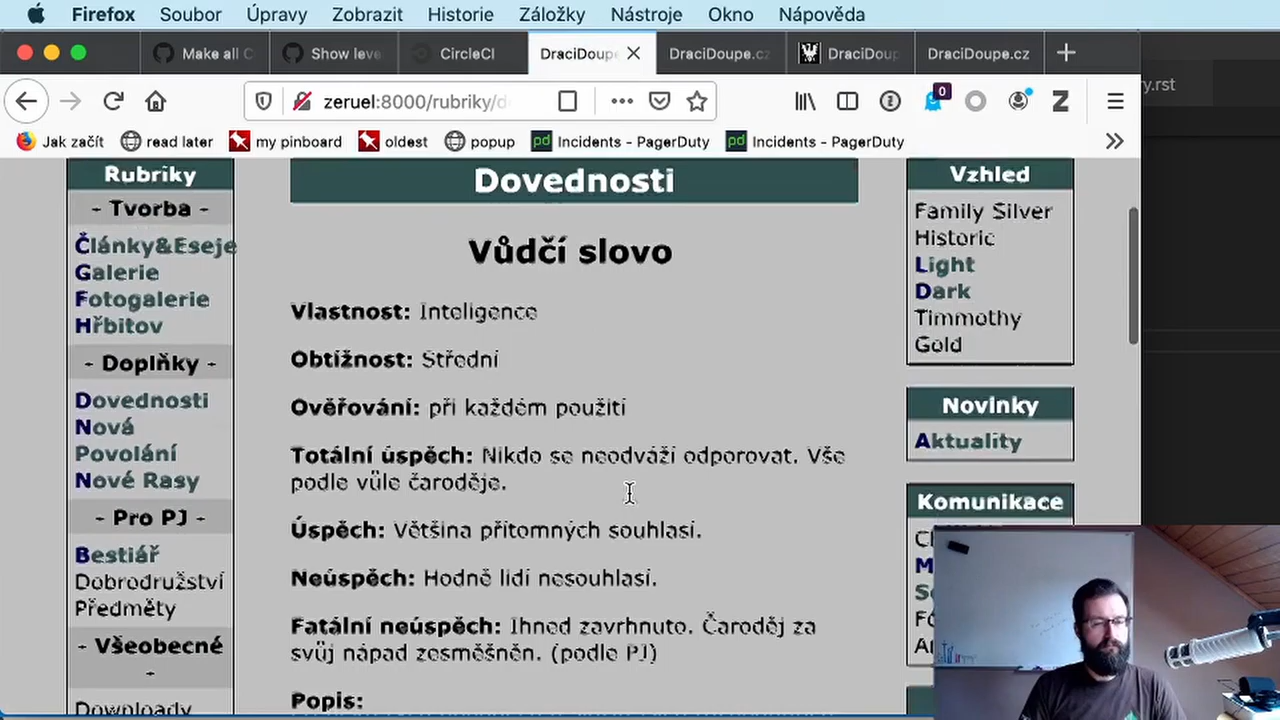 Firefox Soubor Úpravy Zobrazit Historie Záložky Nástroje Okno Nápověda
Make all C Show leve CircleCI DraciDoupe DraciDoupe.cz DraciDoup DraciDoupe.cz
zeruel:8000/rubriky/d 0
ry.rst
Jak začít read later my pinboard oldest popup Incidents - PagerDuty Incidents - PagerDuty
Rubriky
- Tvorba -
Články&Eseje
Galerie
Fotogalerie
Hřbitov
- Doplňky -
Dovednosti
Nová
Povolání
Nové Rasy
- Pro PJ -
Bestiář
Dobrodružství
Předměty
- Všeobecné
-
Downloady
Dovednosti
Vůdčí slovo
Vlastnost: Inteligence
Obtížnost: Střední
Ověřování: při každém použití
Totální úspěch: Nikdo se neodváží odporovat. Vše
podle vůle čaroděje.
Úspěch: Většina přítomných souhlasí.
Neúspěch: Hodně lidí nesouhlasí.
Fatální neúspěch: Ihned zavrhnuto. Čaroděj za
svůj nápad zesměšněn. (podle PJ)
Popis:
Vzhled
Family Silver
Historic
Light
Dark
Timmothy
Gold
Novinky
Aktuality
Komunikace